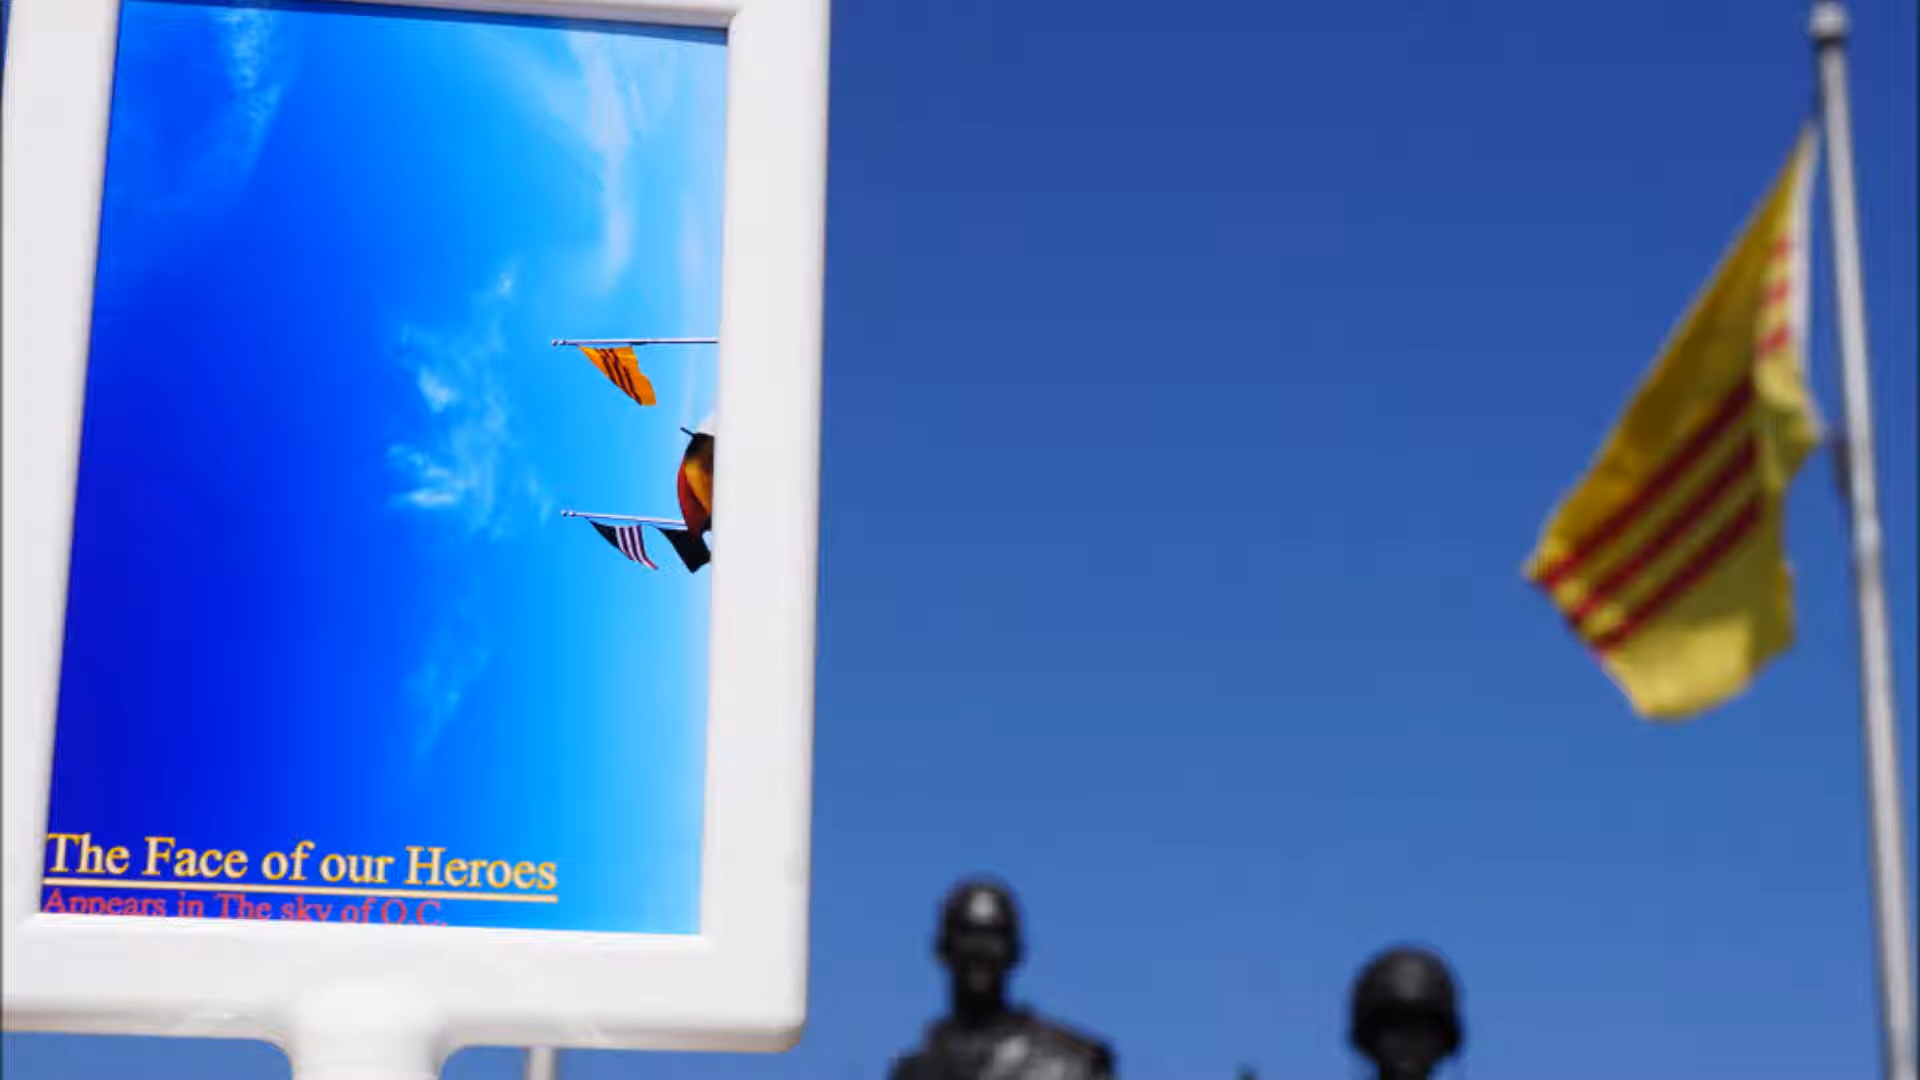 The Face of our Heroes
Appears in The sky of O.C.